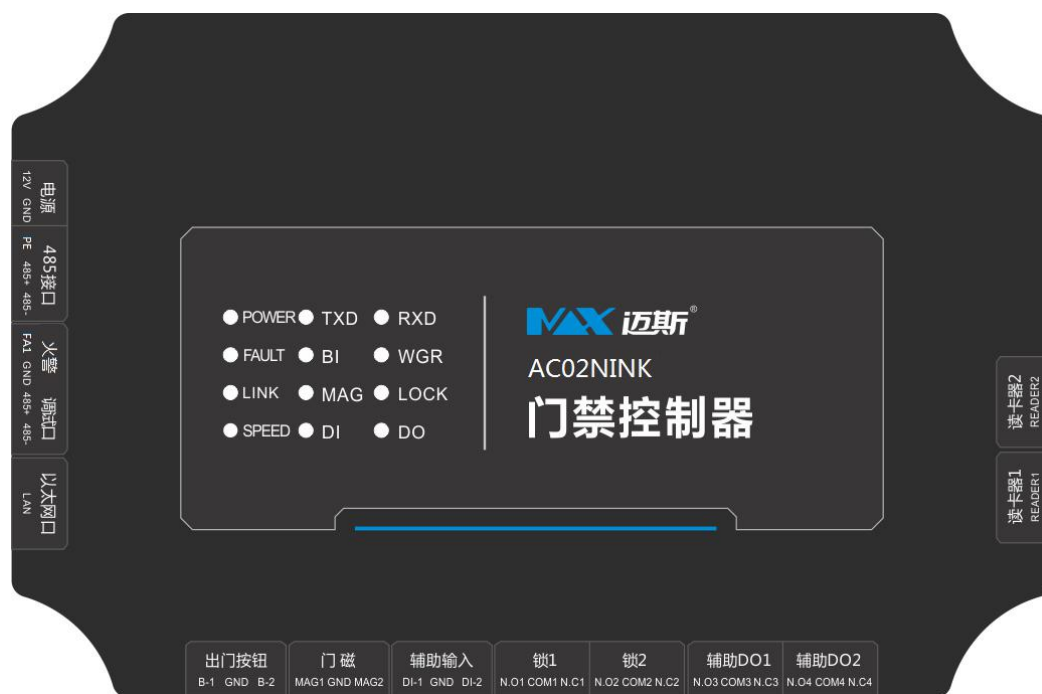 电源
12V GND
485接口
PE 485+ 485-
火警 调试口
FA1 GND 485+ 485-
以太网口
LAN
POWER TXD RXD
FAULT BI WGR
LINK MAG LOCK
SPEED DI DO
MAX 迈斯®
AC02NINK
门禁控制器
读卡器2
READER2
读卡器1
READER1
出门按钮 门磁 辅助输入 锁1 锁2 辅助DO1 辅助DO2
B-1 GND B-2 MAG1 GND MAG2 DI-1 GND DI-2 N.O1 COM1 N.C1 N.O2 COM2 N.C2 N.O3 COM3 N.C3 N.O4 COM4 N.C4